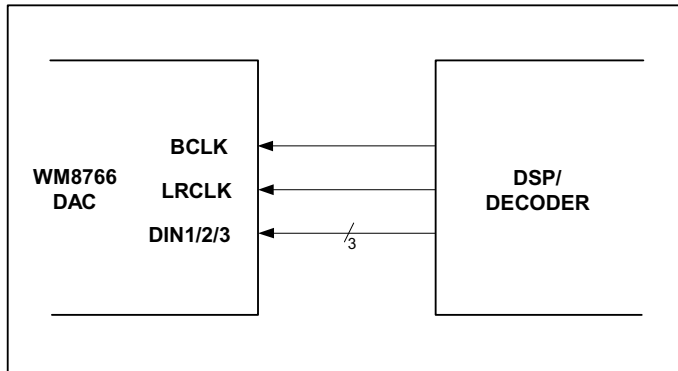 BCLK
WM8766
DAC
LRCLK
DIN1/2/3
3
DSP/
DECODER